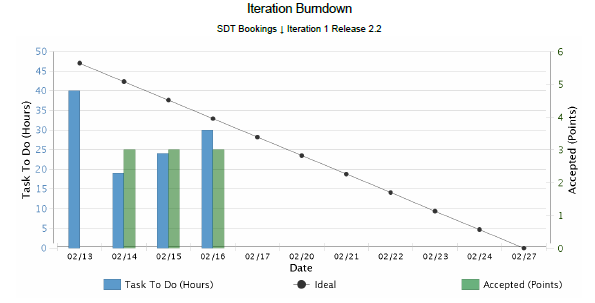 Iteration Burndown
SDT Bookings ↓ Iteration 1 Release 2.2
Task To Do (Hours)
50
45
40
35
30
25
20
15
10
5
0
Accepted (Points)
6
5
4
3
2
1
0
02/13 02/14 02/15 02/16 02/17 02/20 02/21 02/22 02/23 02/24 02/27
Date
Task To Do (Hours) Ideal Accepted (Points)